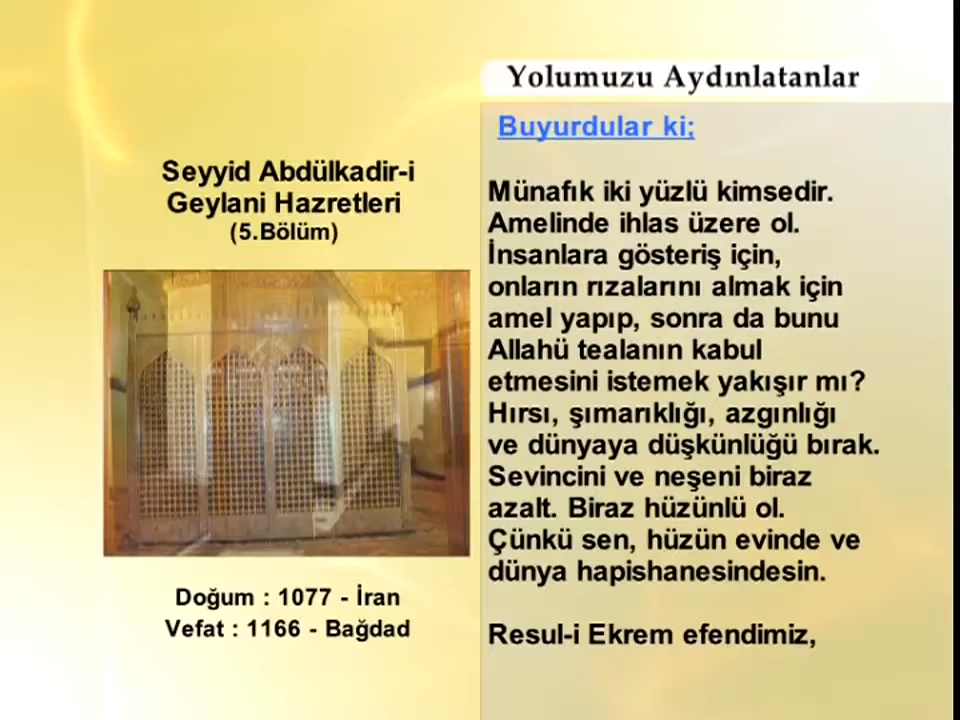 Yolumuzu Aydınlatanlar
Seyyid Abdülkadir-i
Geylani Hazretleri
(5.Bölüm)
Doğum : 1077 - İran
Vefat : 1166 - Bağdad
Buyurdular ki;
Münafık iki yüzlü kimsedir.
Amelinde ihlas üzere ol.
İnsanlara gösteriş için,
onların rızalarını almak için
amel yapıp, sonra da bunu
Allahü tealanın kabul
etmesini istemek yakışır mı?
Hırsı, şımarıklığı, azgınlığı
ve dünyaya düşkünlüğü bırak.
Sevincini ve neşeni biraz
azalt. Biraz hüzünlü ol.
Çünkü sen, hüzün evinde ve
dünya hapishanesindesin.
Resul-i Ekrem efendimiz,